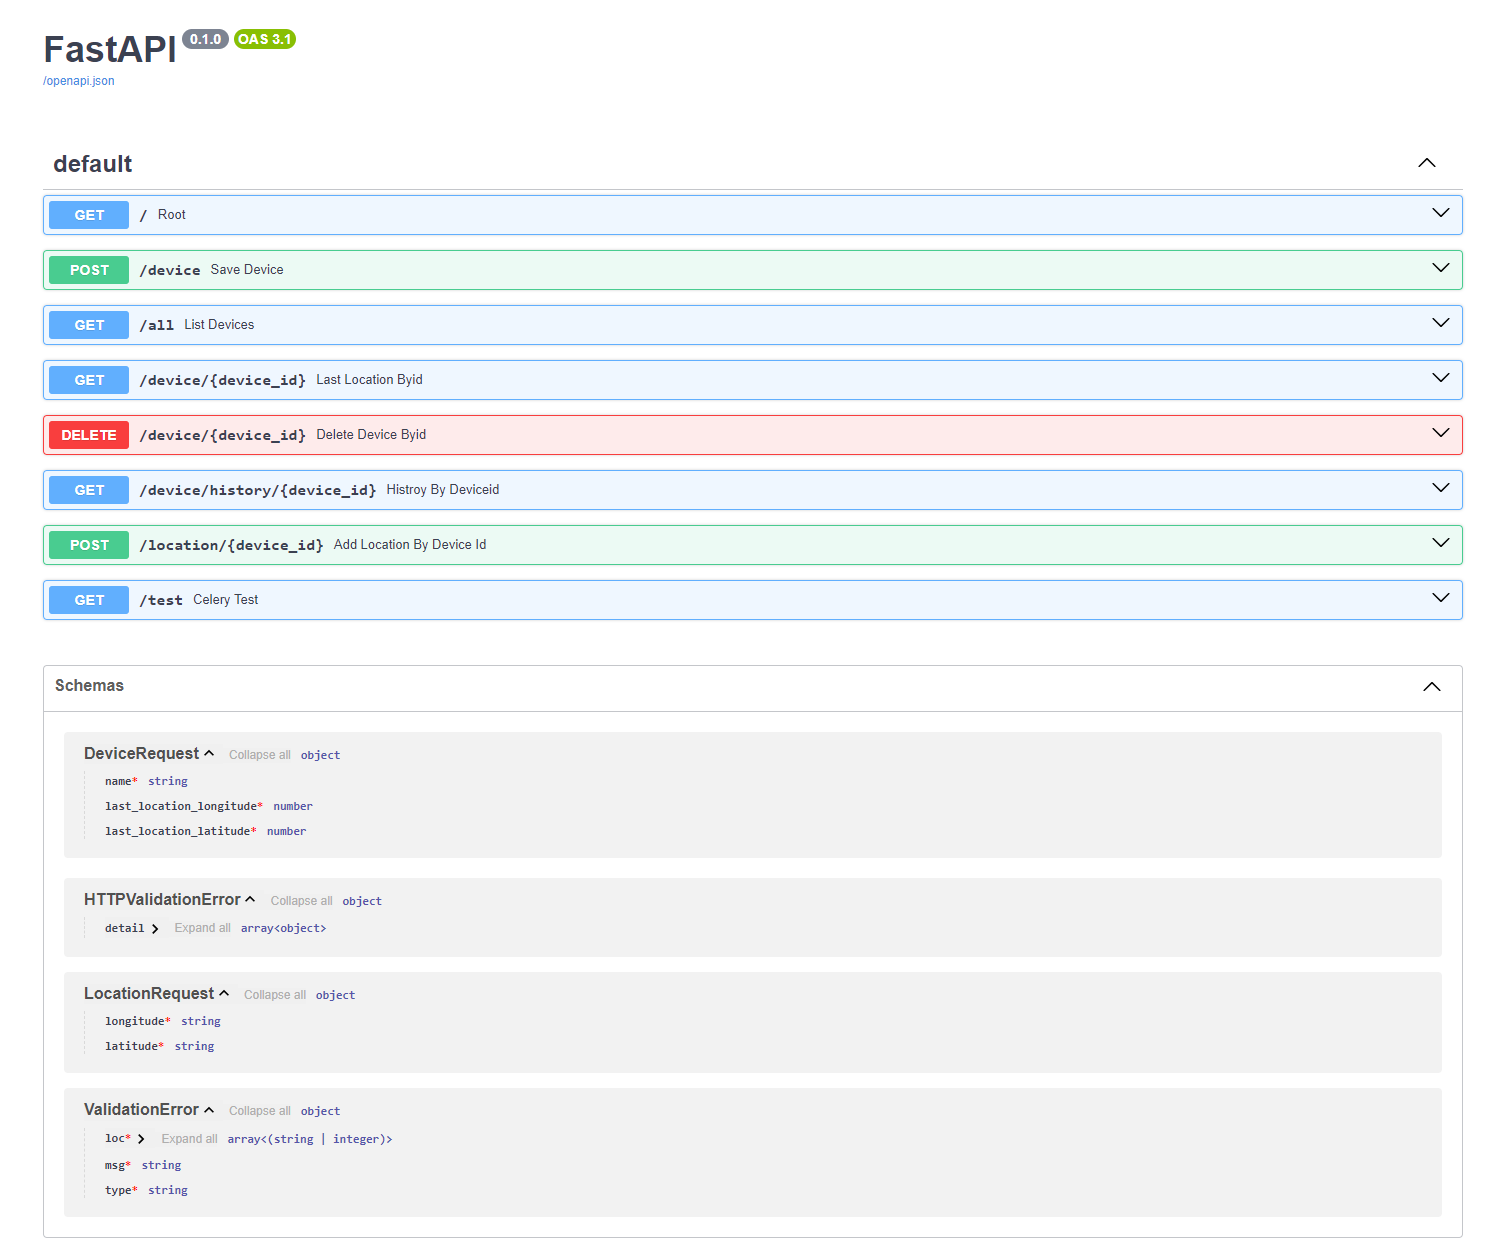 FastAPI 0.1.0 OAS 3.1
/openapi.json
default
GET / Root
POST /device Save Device
GET /all List Devices
GET /device/{device_id} Last Location Byid
DELETE /device/{device_id} Delete Device Byid
GET /device/history/{device_id} Histroy By Deviceid
POST /location/{device_id} Add Location By Device Id
GET /test Celery Test
Schemas
DeviceRequest Collapse all object
name* string
last_location_longitude* number
last_location_latitude* number
HTTPValidationError Collapse all object
detail Expand all array<object>
LocationRequest Collapse all object
longitude* string
latitude* string
ValidationError Collapse all object
loc* Expand all array<(string | integer)>
msg* string
type* string